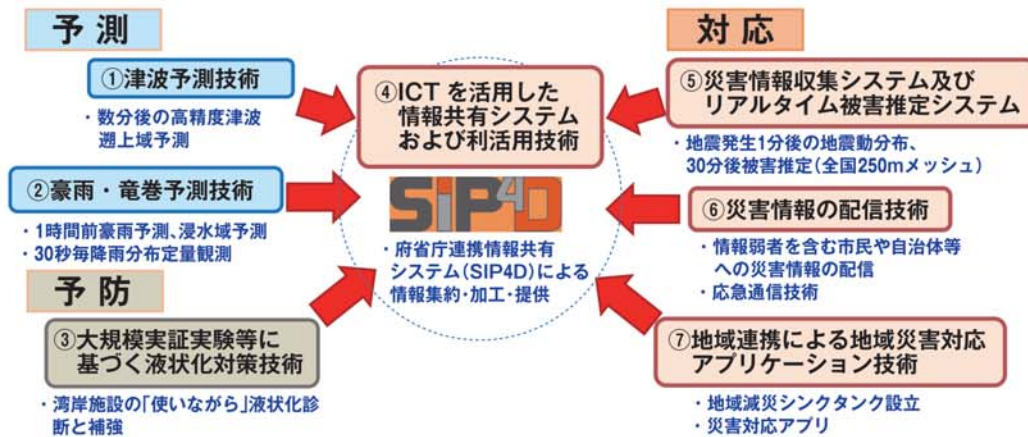 予測
①津波予測技術
・数分後の高精度津波
遡上域予測
②豪雨・竜巻予測技術
・1時間前豪雨予測、浸水域予測
・30秒毎降雨分布定量観測
予防
③大規模実証実験等に
基づく液状化対策技術
・湾岸施設の「使いながら」液状化診
断と補強
④ICTを活用した
情報共有システム
および利活用技術
SiP4D
・府省庁連携情報共有
システム(SIP4D)による
情報集約・加工・提供
対応
⑤災害情報収集システム及び
リアルタイム被害推定システム
・地震発生1分後の地震動分布、
30分後被害推定(全国250mメッシュ)
⑥災害情報の配信技術
・情報弱者を含む市民や自治体等
への災害情報の配信
・応急通信技術
⑦地域連携による地域災害対応
アプリケーション技術
・地域減災シンクタンク設立
・災害対応アプリ